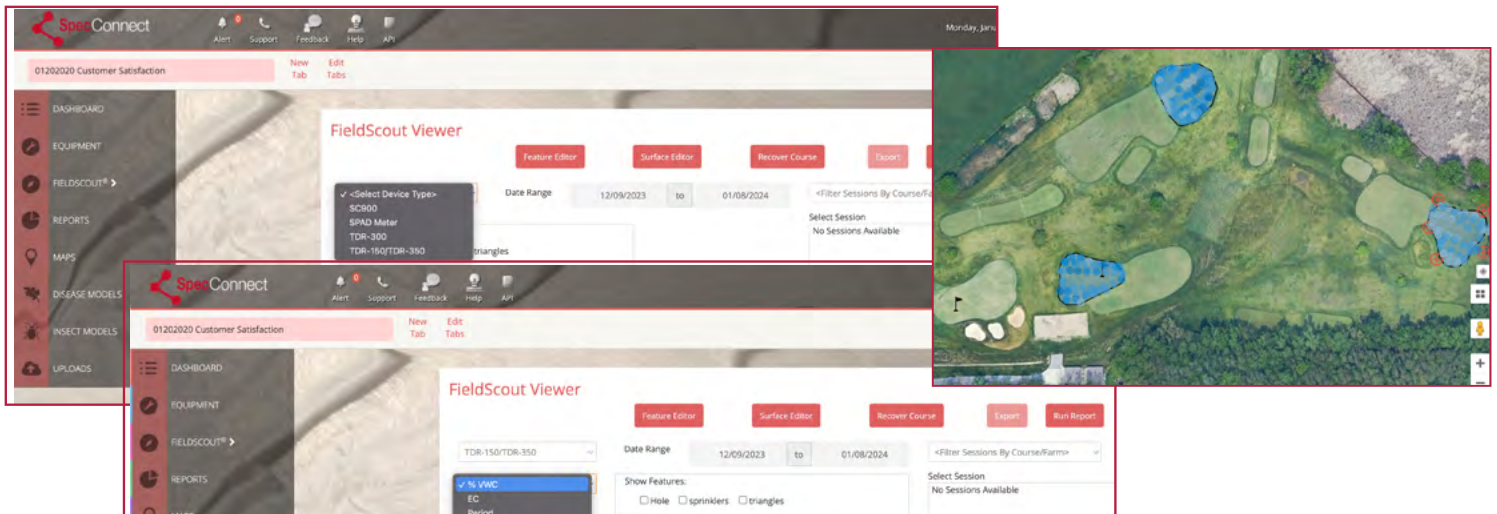 SpecConnect
Alert
0
Support
Feedback
Help
API
Monday, Janu
01202020 Customer Satisfaction
New Tab
Edit Tabs
DASHBOARD
EQUIPMENT
FIELDSCOUT® >
REPORTS
MAPS
DISEASE MODELS
INSECT MODELS
UPLOADS
FieldScout Viewer
Feature Editor
Surface Editor
Recover Course
Export
✓ <Select Device Type>
SC900
SPAD Meter
TDR-300
TDR-150/TDR-350
Date Range
12/09/2023 to 01/08/2024
<Filter Sessions By Course/Fa
Select Session
No Sessions Available
triangles
SpecConnect
Alert
0
Support
Feedback
Help
API
01202020 Customer Satisfaction
New Tab
Edit Tabs
DASHBOARD
EQUIPMENT
FIELDSCOUT® >
REPORTS
FieldScout Viewer
Feature Editor
Surface Editor
Recover Course
Export
Run Report
TDR-150/TDR-350
Date Range
12/09/2023 to 01/08/2024
<Filter Sessions By Course/Farm>
✓ % VWC
EC
Period
Show Features:
Hole
sprinklers
triangles
Select Session
No Sessions Available